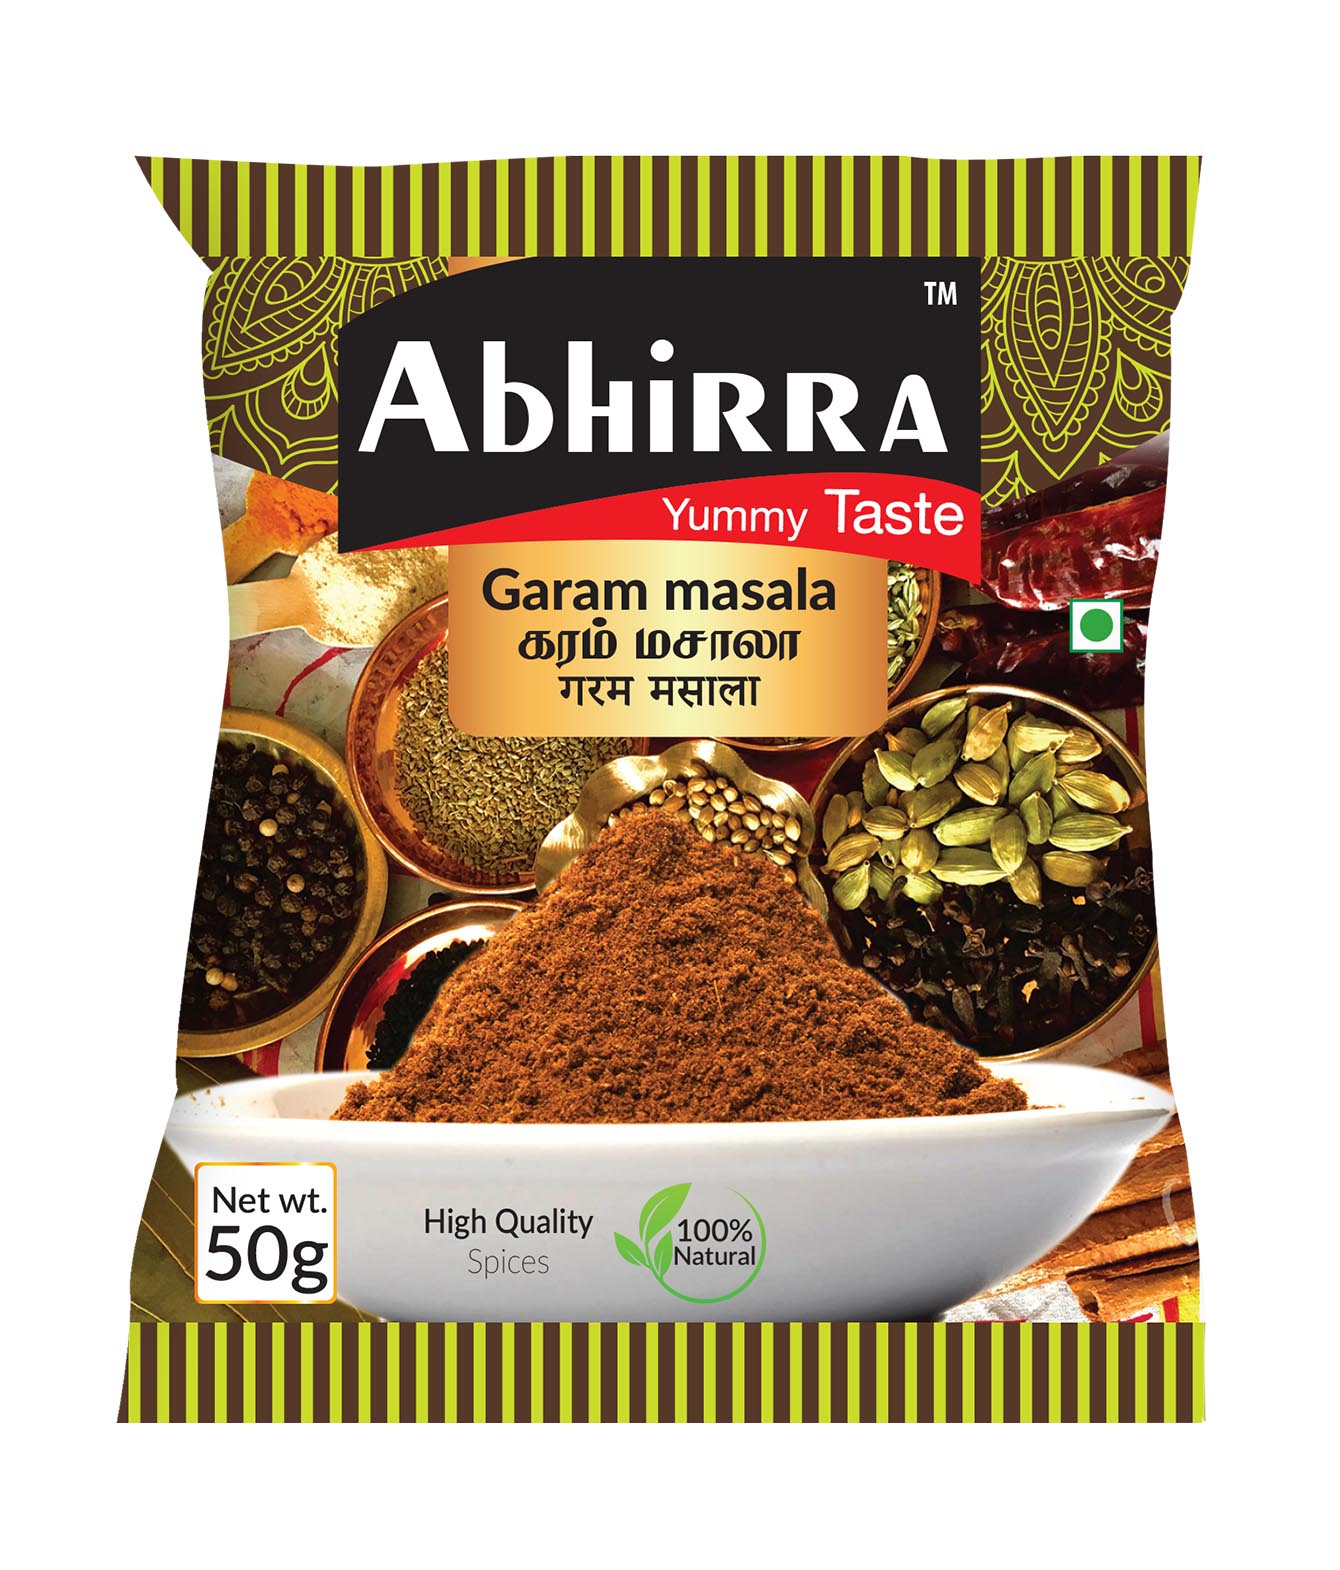 TM
Abhirra
Yummy Taste
Garam masala
கரம் மசாலா
गरम मसाला
Net wt.
50g
High Quality
Spices
100%
Natural